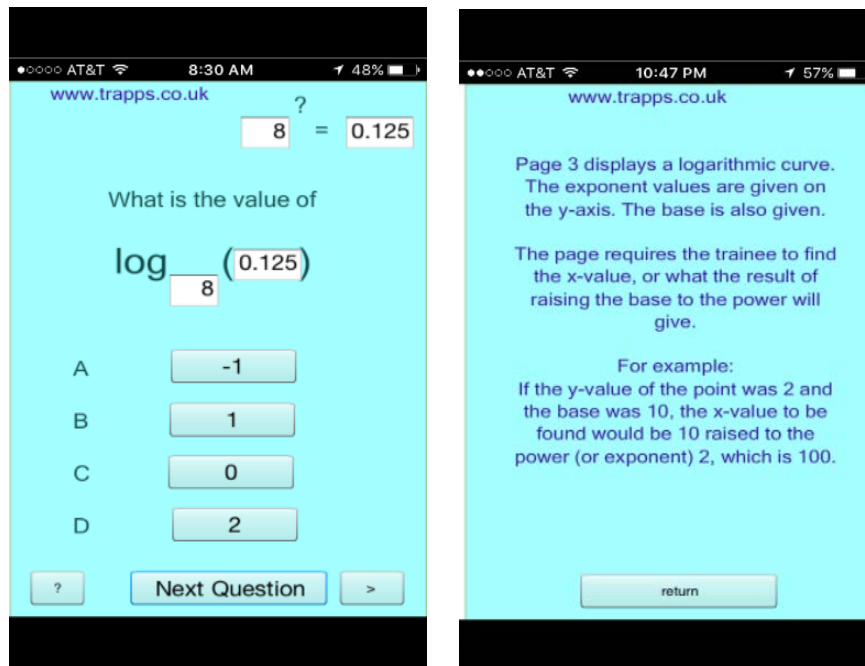 AT&T 8:30 AM 48%
www.trapps.co.uk
?
8 = 0.125
What is the value of
log 8 (0.125)
A -1
B 1
C 0
D 2
? Next Question >
AT&T 10:47 PM 57%
www.trapps.co.uk
Page 3 displays a logarithmic curve.
The exponent values are given on
the y-axis. The base is also given.
The page requires the trainee to find
the x-value, or what the result of
raising the base to the power will
give.
For example:
If the y-value of the point was 2 and
the base was 10, the x-value to be
found would be 10 raised to the
power (or exponent) 2, which is 100.
return